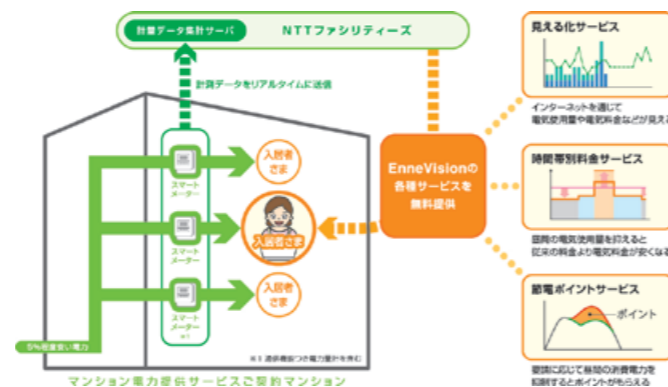 計量データ集計サーバ NTTファシリティーズ
計測データをリアルタイムに送信
スマート
メーター
※1
入居者
さま
スマート
メーター
入居者さま
スマート
メーター
※1
入居者
さま
5%程度安い電力
※1 通信機能つき電力量計を含む
マンション電力提供サービスご契約マンション
EnneVisionの
各種サービスを
無料提供
見える化サービス
インターネットを通じて
電気使用量や電気料金などが見える
時間帯別料金サービス
昼間の電気使用量を抑えると
従来の料金より電気料金が安くなる
節電ポイントサービス
ポイント
要請に応じて昼間の消費電力を
抑制するとポイントがもらえる